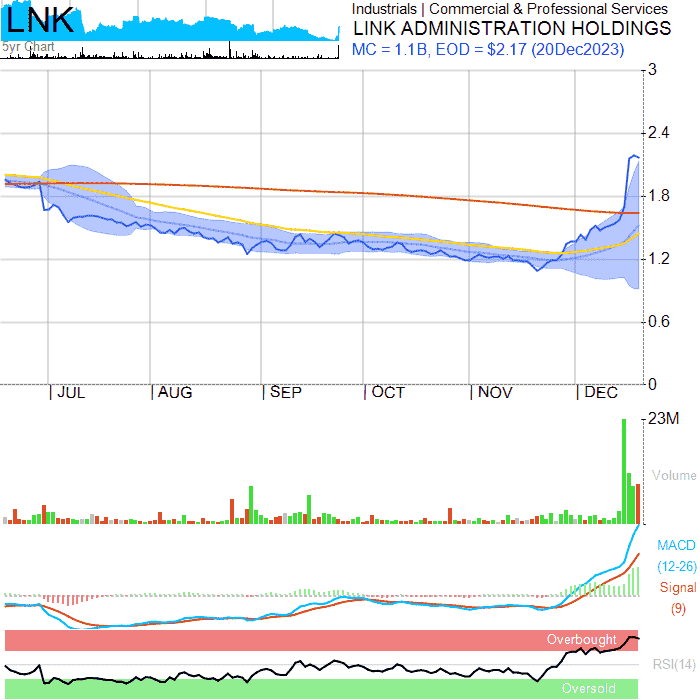 LNK
5yr Chart
Industrials | Commercial & Professional Services
LINK ADMINISTRATION HOLDINGS
MC = 1.1B, EOD = $2.17 (20Dec2023)
3
2.4
1.8
1.2
0.6
0
JUL AUG SEP OCT NOV DEC
23M
Volume
MACD
(12-26)
Signal
(9)
Overbought
RSI(14)
Oversold